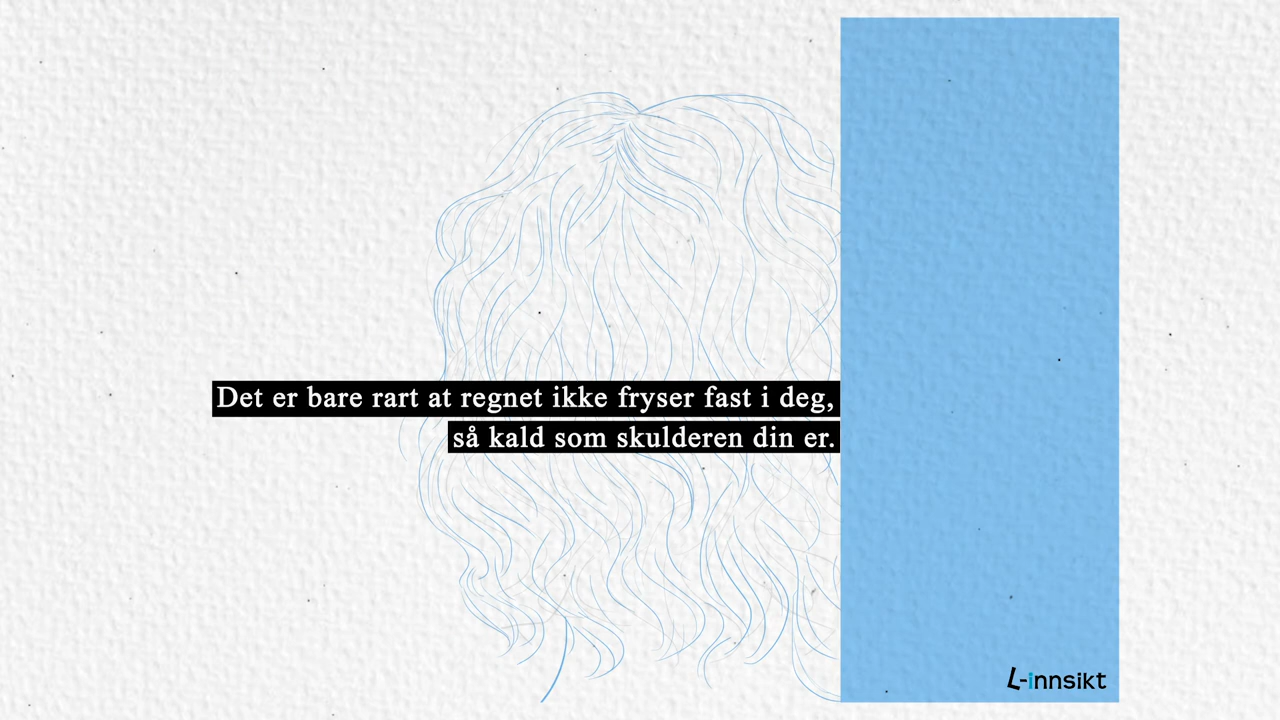 Det er bare rart at regnet ikke fryser fast i deg,
så kald som skulderen din er.
L-innsikt